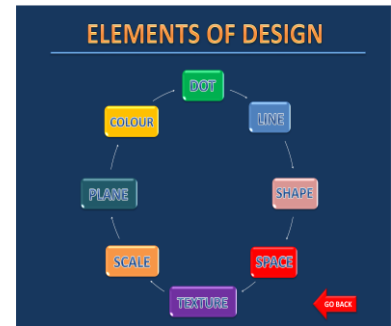 ELEMENTS OF DESIGN
DOT
LINE
SHAPE
SPACE
TEXTURE
SCALE
PLANE
COLOUR
GO BACK